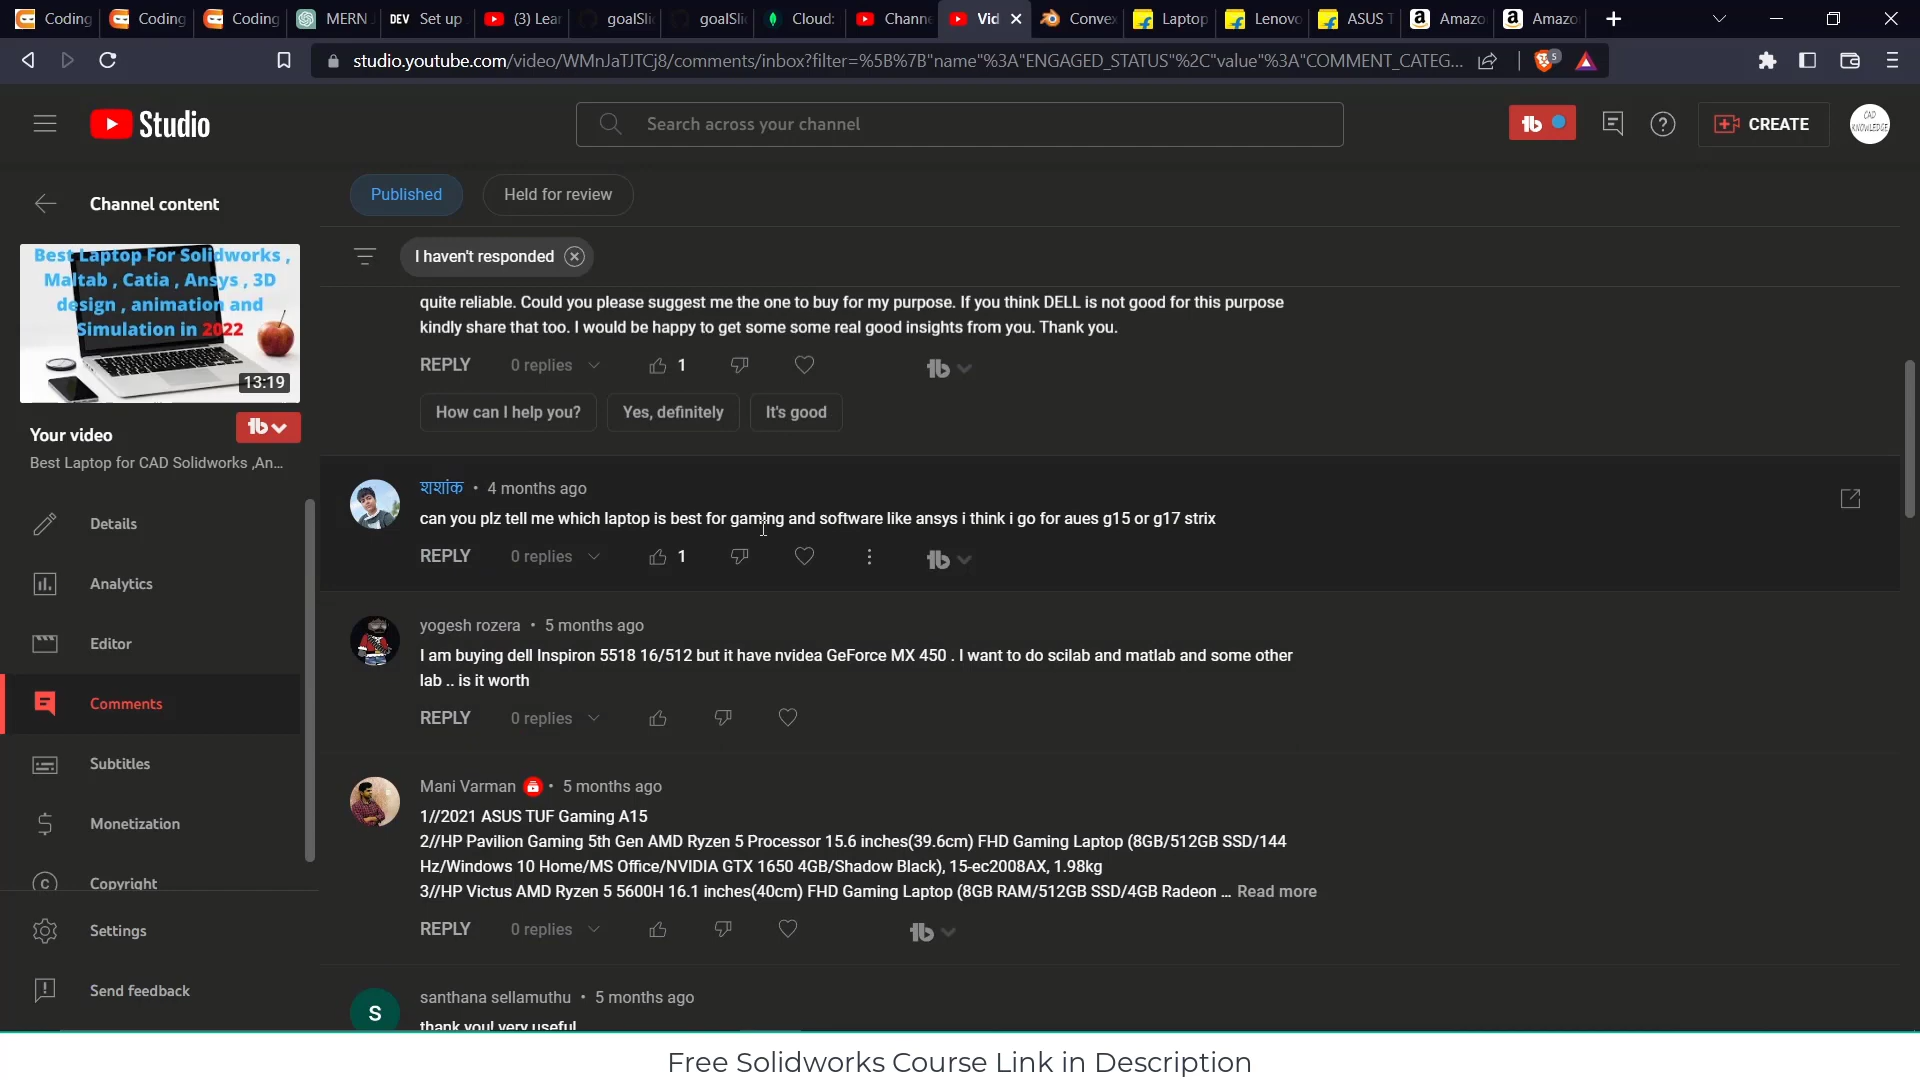 Coding
Coding
Coding
MERN
DEV Set up
(3) Lear
goalSli
goalSli
Cloud:
Channe
Vid
Convex
Laptop
Lenovo
ASUS T
Amazo
Amazo
studio.youtube.com/video/WMnJaTJTCj8/comments/inbox?filter=%5B%7B"name"%3A"ENGAGED_STATUS"%2C"value"%3A"COMMENT_CATEG...
5
Studio
Search across your channel
CREATE
CAD
KNOWLEDGE
Channel content
Published
Held for review
I haven't responded
Best Laptop For Solidworks ,
Maltab , Catia , Ansys , 3D
design , animation and
Simulation in 2022
13:19
Your video
Best Laptop for CAD Solidworks ,An...
Details
Analytics
Editor
Comments
Subtitles
Monetization
Copyright
Settings
Send feedback
quite reliable. Could you please suggest me the one to buy for my purpose. If you think DELL is not good for this purpose
kindly share that too. I would be happy to get some some real good insights from you. Thank you.
REPLY 0 replies 1
How can I help you? Yes, definitely It's good
शशांक • 4 months ago
can you plz tell me which laptop is best for gaming and software like ansys i think i go for aues g15 or g17 strix
REPLY 0 replies 1
yogesh rozera • 5 months ago
I am buying dell Inspiron 5518 16/512 but it have nvidea GeForce MX 450 . I want to do scilab and matlab and some other
lab .. is it worth
REPLY 0 replies
Mani Varman • 5 months ago
1//2021 ASUS TUF Gaming A15
2//HP Pavilion Gaming 5th Gen AMD Ryzen 5 Processor 15.6 inches(39.6cm) FHD Gaming Laptop (8GB/512GB SSD/144
Hz/Windows 10 Home/MS Office/NVIDIA GTX 1650 4GB/Shadow Black), 15-ec2008AX, 1.98kg
3//HP Victus AMD Ryzen 5 5600H 16.1 inches(40cm) FHD Gaming Laptop (8GB RAM/512GB SSD/4GB Radeon ... Read more
REPLY 0 replies
S
santhana sellamuthu • 5 months ago
thank you! very useful
Free Solidworks Course Link in Description